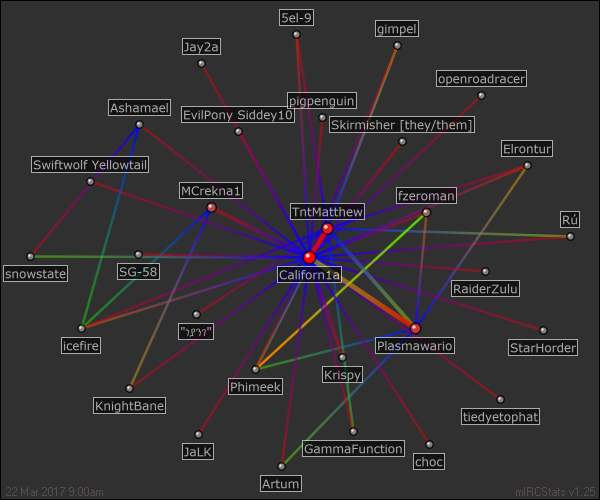 5el-9
gimpel
Jay2a
openroadracer
Ashamael
pigpenguin
EvilPony Siddey10
Skirmisher [they/them]
Elrontur
Swiftwolf Yellowtail
MCrekna1
fzeroman
TntMatthew
Rú
snowstate
SG-58
Californ1a
RaiderZulu
icefire
Plasmawario
StarHorder
Phimeek
Krispy
KnightBane
tiedyetophat
JaLK
GammaFunction
choc
Artum
22 Mar 2017 9:00am
mIRCStats v1.25